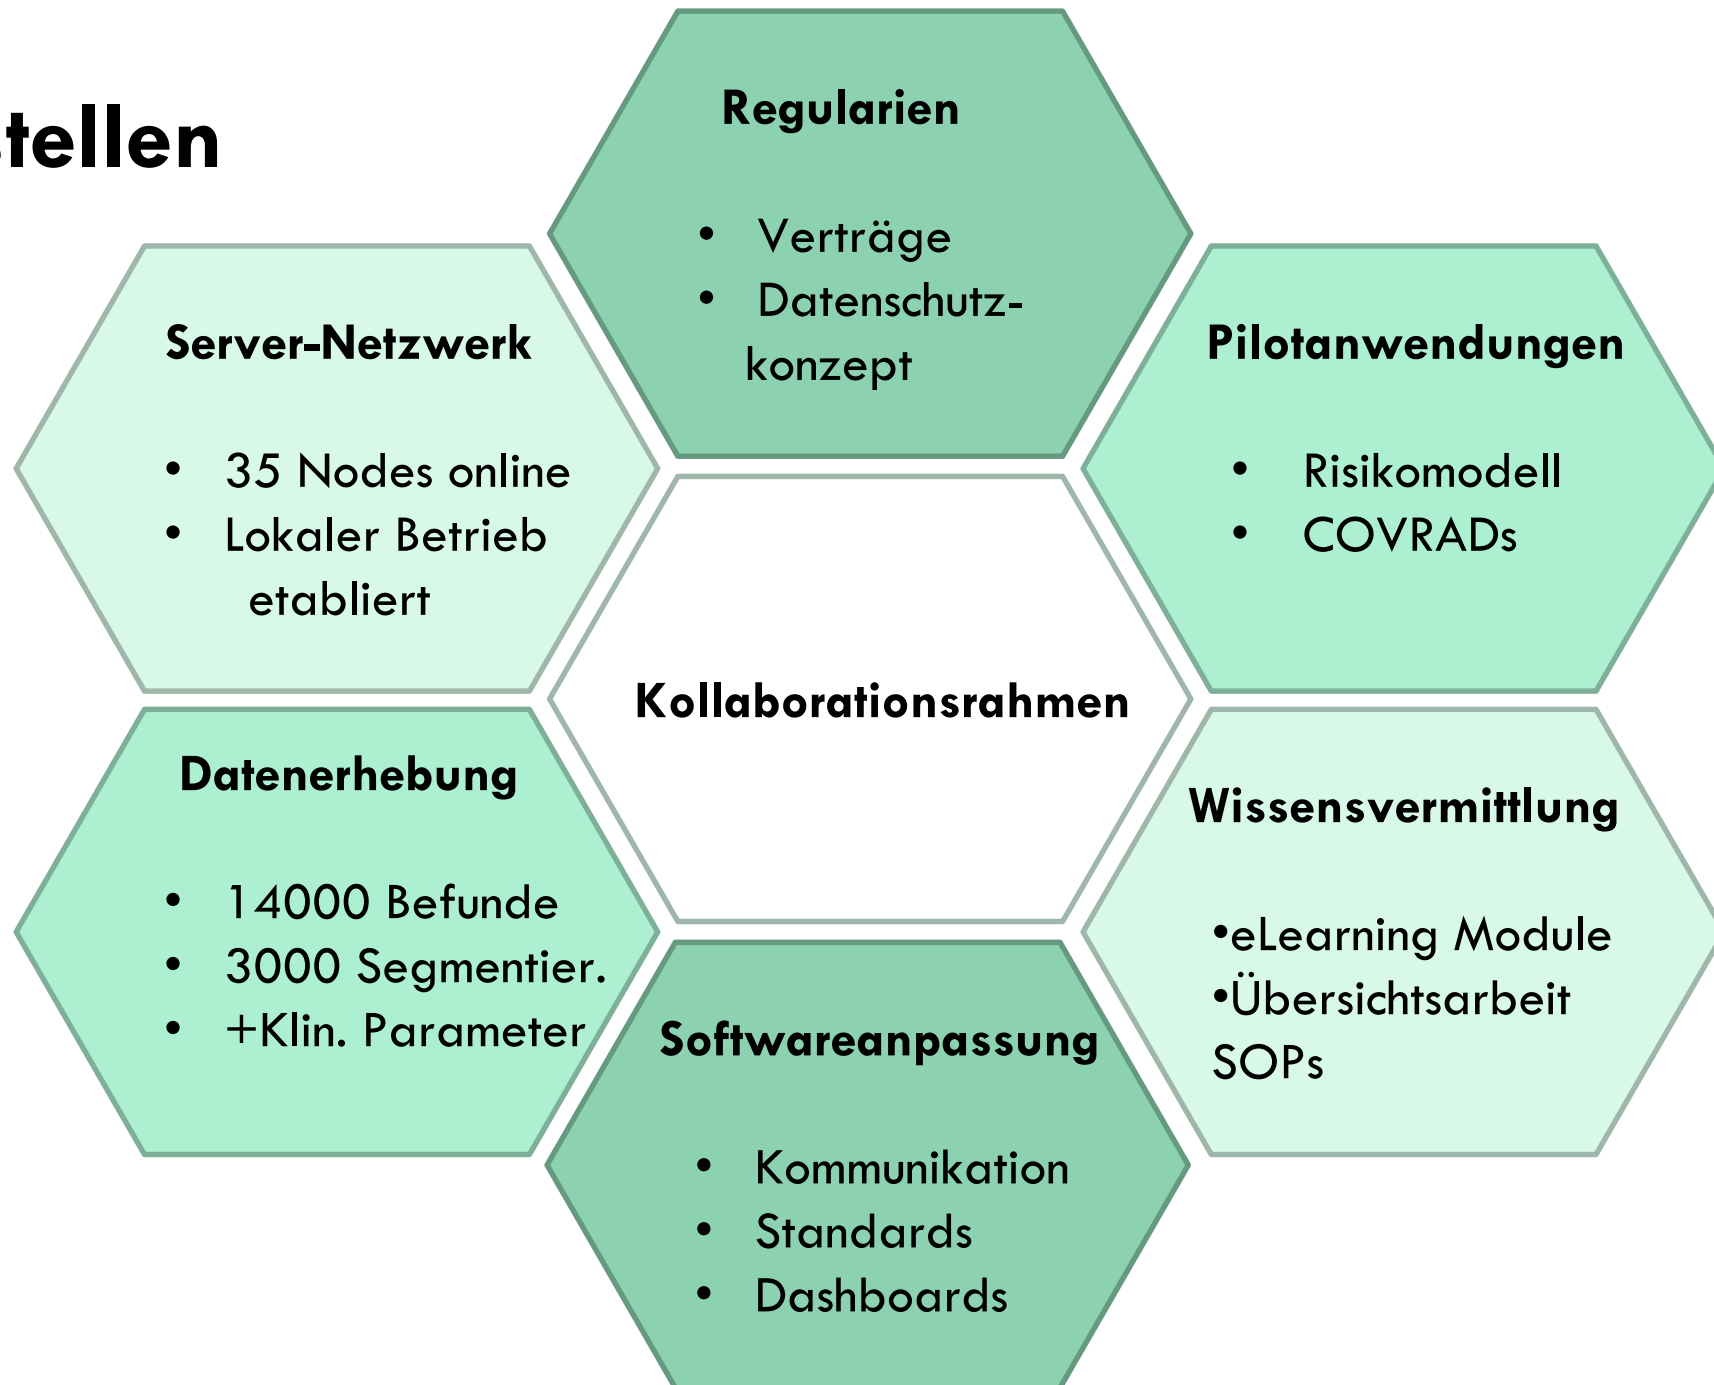 stellen
Regularien
• Verträge
• Datenschutz-
konzept
Server-Netzwerk
• 35 Nodes online
• Lokaler Betrieb
etabliert
Pilotanwendungen
• Risikomodell
• COVRADs
Kollaborationsrahmen
Datenerhebung
• 14000 Befunde
• 3000 Segmentier.
• +Klin. Parameter
Wissensvermittlung
•eLearning Module
•Übersichtsarbeit
SOPs
Softwareanpassung
• Kommunikation
• Standards
• Dashboards